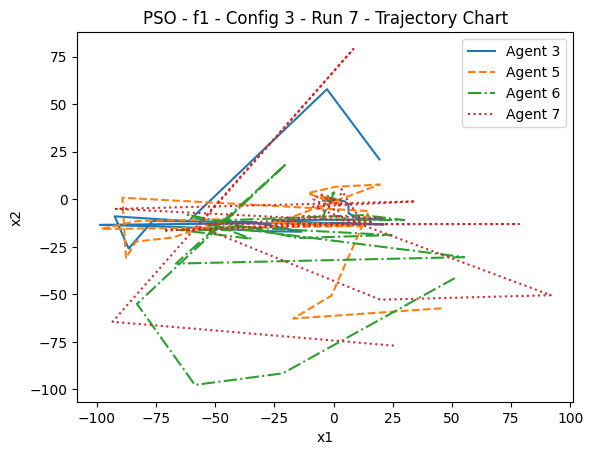 PSO - f1 - Config 3 - Run 7 - Trajectory Chart
Agent 3
Agent 5
Agent 6
Agent 7
75
50
25
0
−25
−50
−75
−100
x2
−100
−75
−50
−25
0
25
50
75
100
x1